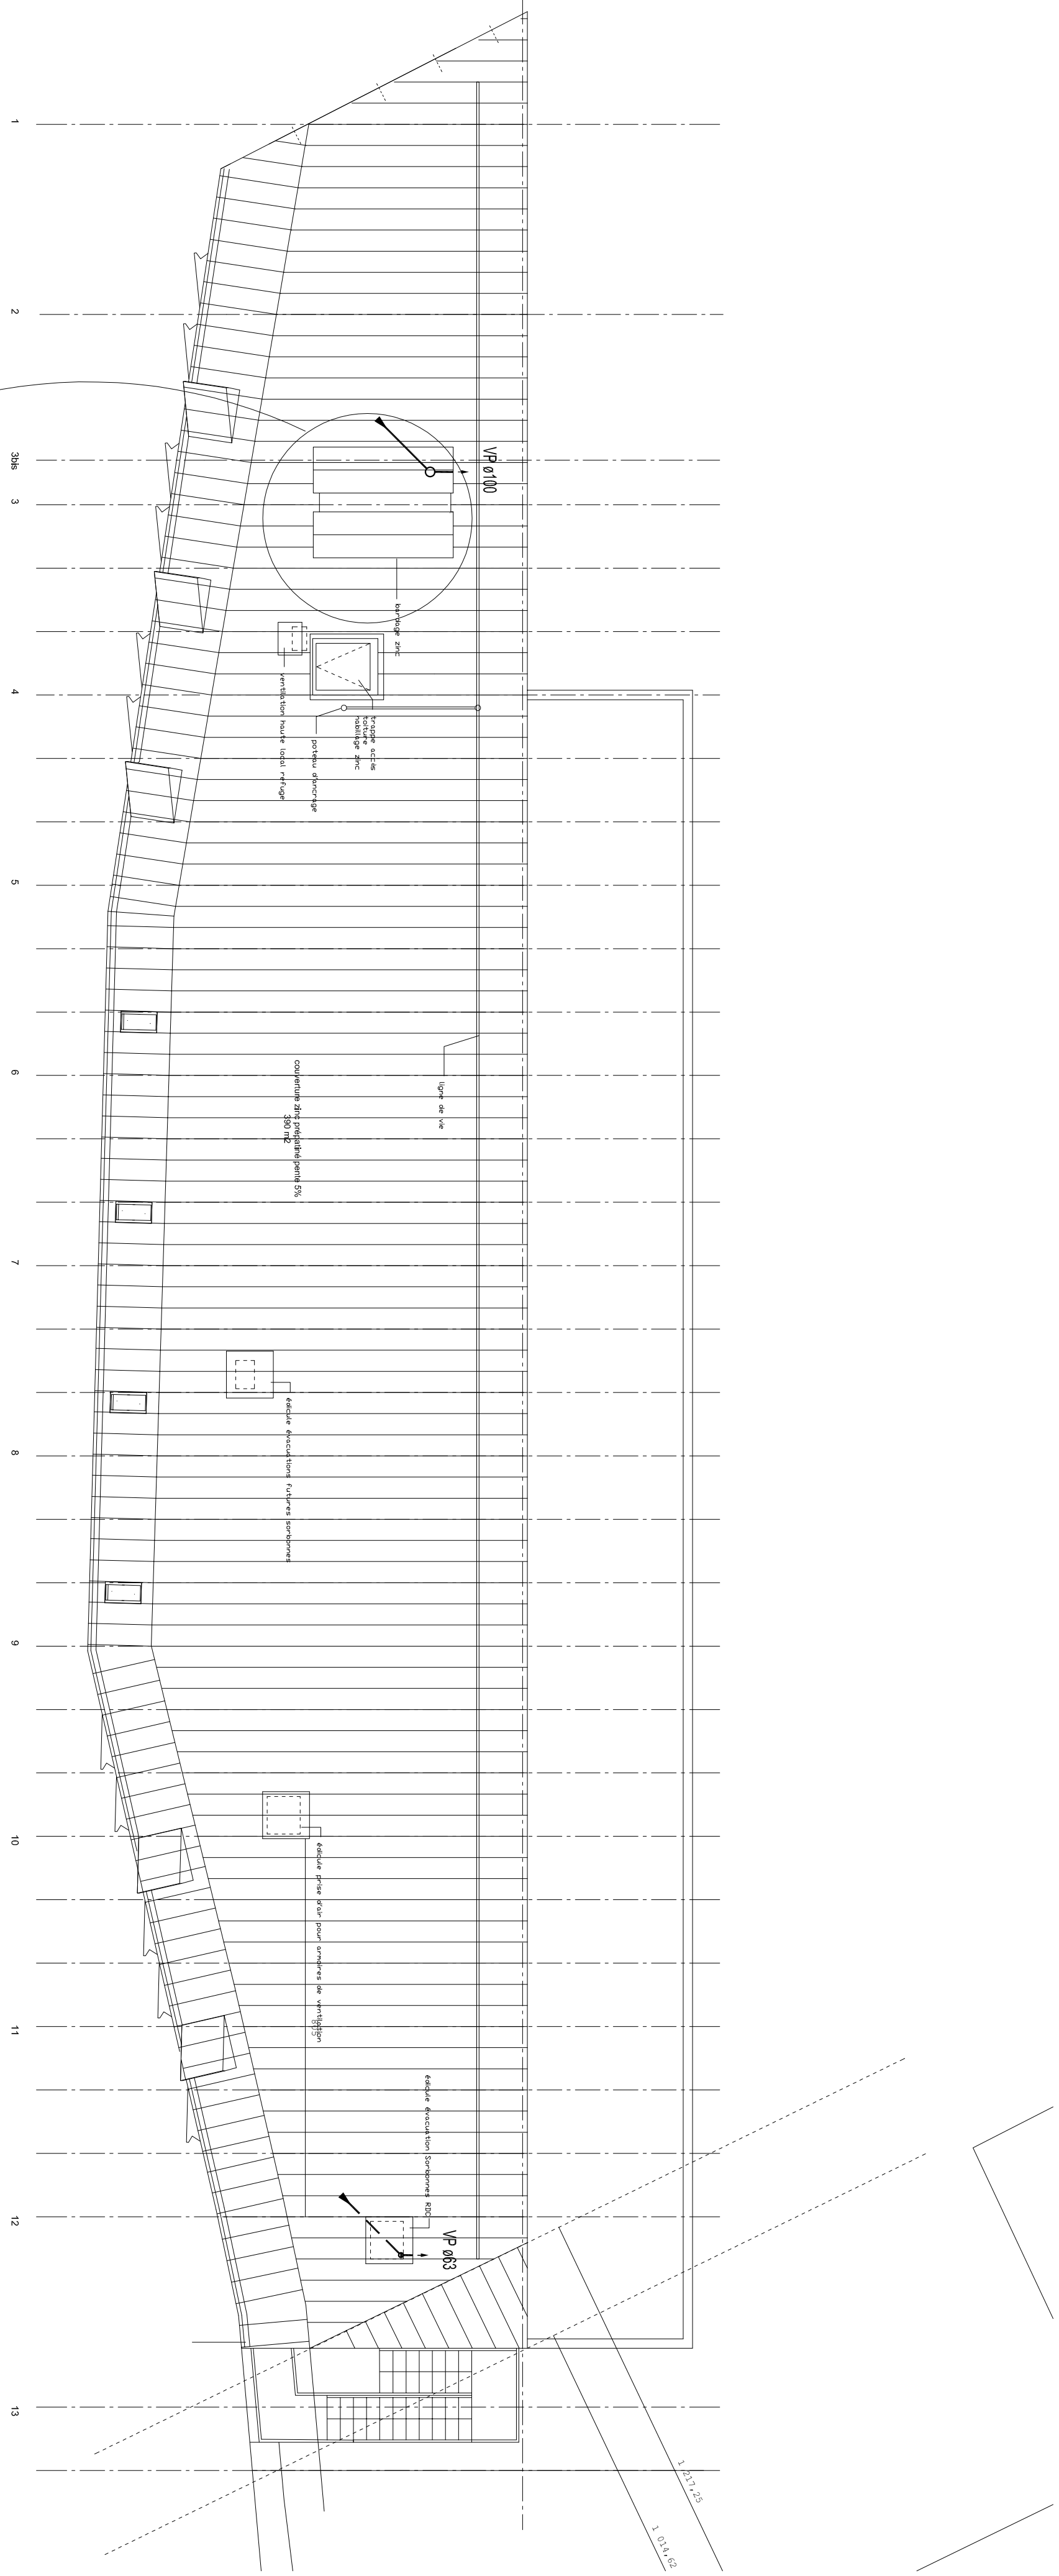 1
2
3bis
3
4
5
6
7
8
9
10
11
12
13
VP ø100
bardage zinc
ventilation haute local refuge
poteau d'ancrage
trappe accès
toiture
habillage zinc
ligne de vie
couverture zinc prépatiné pente 5%
390 m2
édicule évacuations futures sorbonnes
édicule prise d'air pour armoires de ventilation
édicule évacuation Sorbonnes RDC
VP ø63
1 217,25
1 014,62